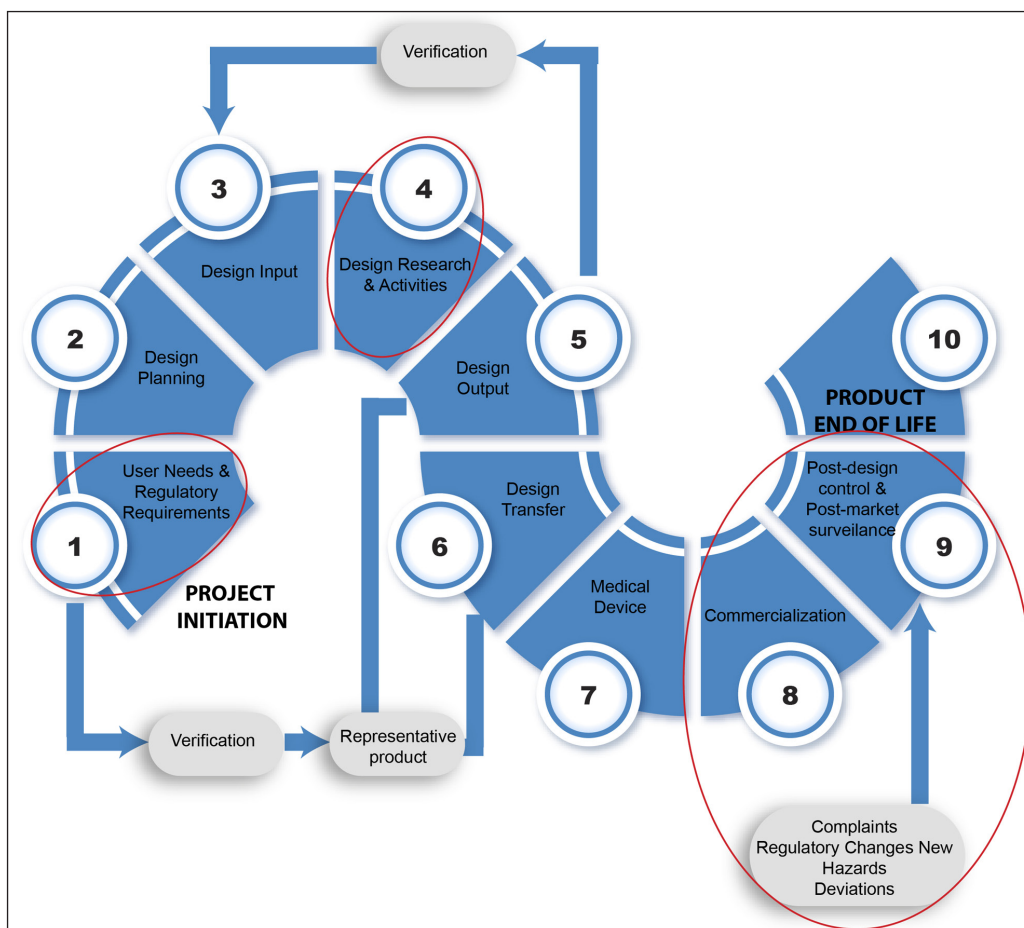 Verification
3
4
Design Input
Design Research
& Activities
2
Design
Planning
5
Design
Output
10
PRODUCT
END OF LIFE
1
User Needs &
Regulatory
Requirements
PROJECT
INITIATION
6
Design
Transfer
7
Medical
Device
8
Commercialization
9
Post-design
control &
Post-market
surveilance
Verification
Representative
product
Complaints
Regulatory Changes New
Hazards
Deviations